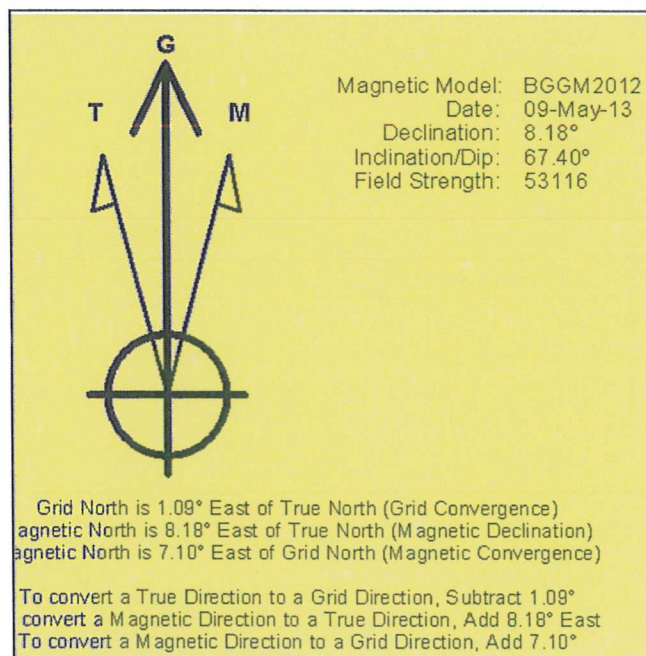 G
T
M
Magnetic Model: BGGM2012
Date: 09-May-13
Declination: 8.18°
Inclination/Dip: 67.40°
Field Strength: 53116
Grid North is 1.09° East of True North (Grid Convergence)
agnetic North is 8.18° East of True North (Magnetic Declination)
agnetic North is 7.10° East of Grid North (Magnetic Convergence)
To convert a True Direction to a Grid Direction, Subtract 1.09°
convert a Magnetic Direction to a True Direction, Add 8.18° East
To convert a Magnetic Direction to a Grid Direction, Add 7.10°